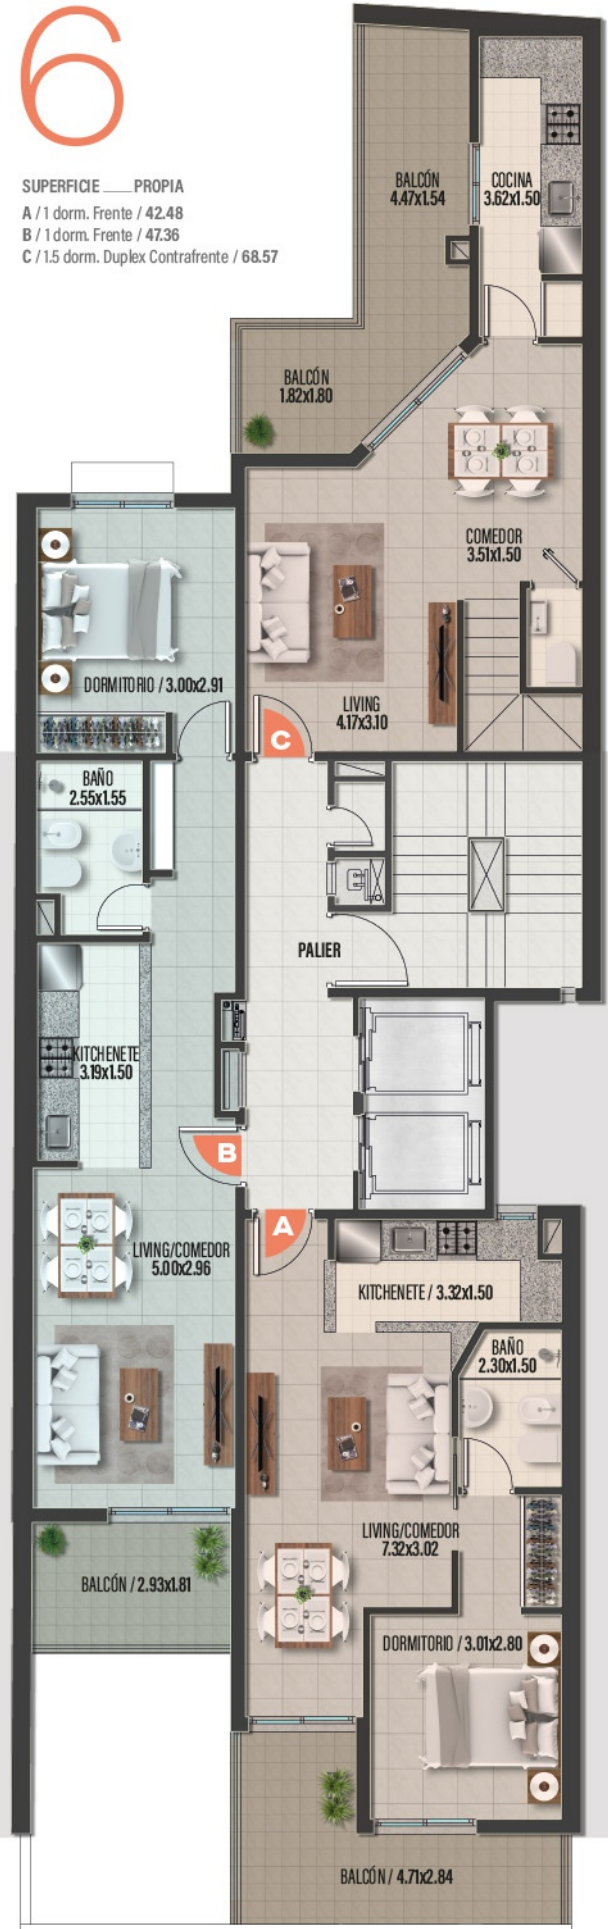 6
SUPERFICIE ___ PROPIA
A / 1 dorm. Frente / 42.48
B / 1 dorm. Frente / 47.36
C / 1.5 dorm. Duplex Contrafrente / 68.57
BALCÓN
4.47x1.54
COCINA
3.62x1.50
BALCÓN
1.82x1.80
COMEDOR
3.51x1.50
DORMITORIO / 3.00x2.91
LIVING
4.17x3.10
C
BAÑO
2.55x1.55
PALIER
KITCHENETE
3.19x1.50
B
A
LIVING/COMEDOR
5.00x2.96
KITCHENETE / 3.32x1.50
BAÑO
2.30x1.50
LIVING/COMEDOR
7.32x3.02
BALCÓN / 2.93x1.81
DORMITORIO / 3.01x2.80
BALCÓN / 4.71x2.84